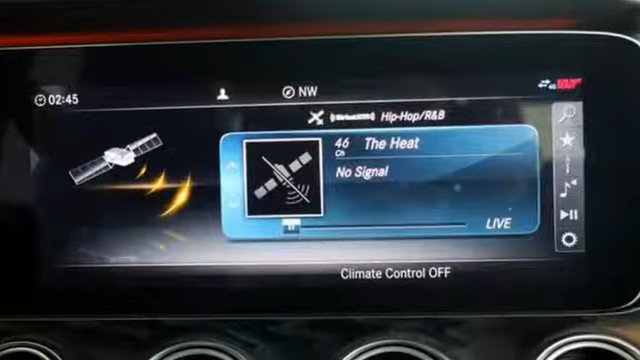 02:45
NW
Hip-Hop/R&B
46 The Heat
Ch
No Signal
LIVE
Climate Control OFF